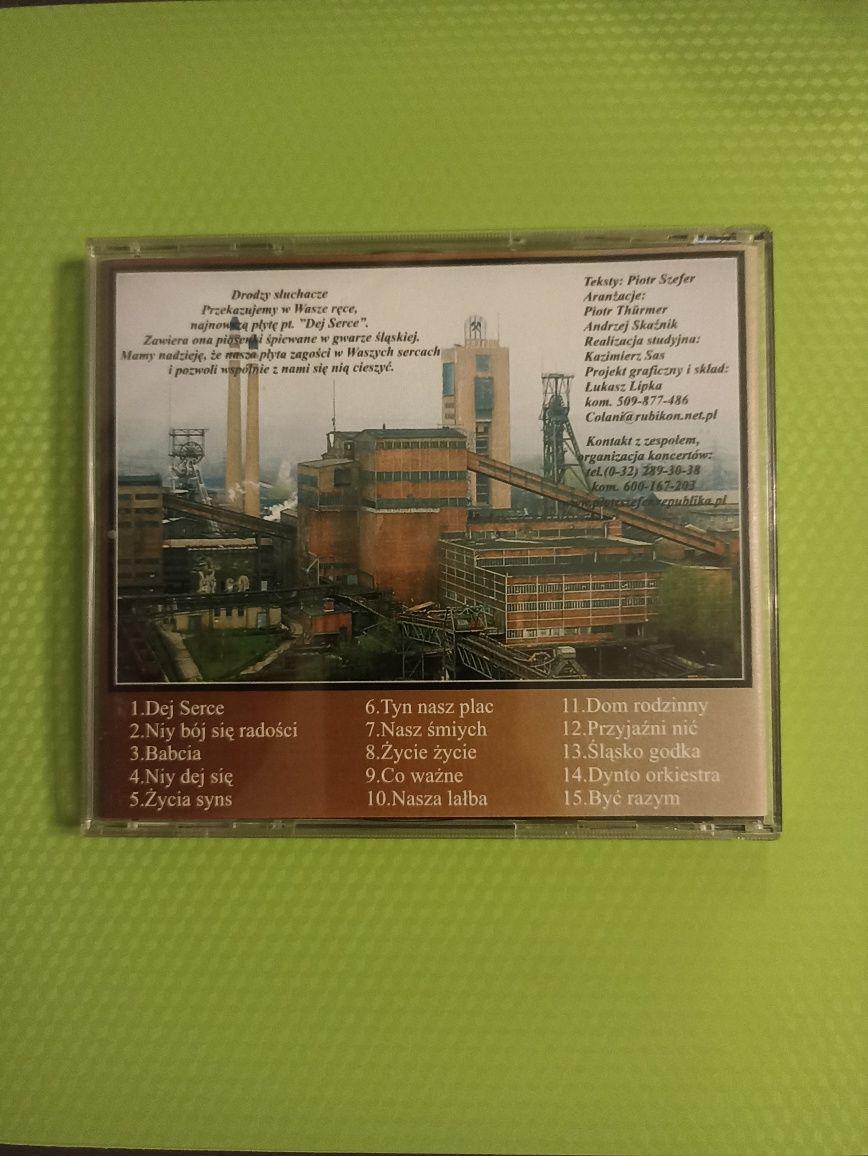 Drodzy słuchacze
Przekazujemy w Wasze ręce,
najnowszą płytę pt. "Dej Serce".
Zawiera ona piosenki śpiewane w gwarze śląskiej.
Mamy nadzieję, że nasza płyta zagości w Waszych sercach
i pozwoli wspólnie z nami się nią cieszyć.
Teksty: Piotr Szefer
Aranżacje:
Piotr Thürmer
Andrzej Skaźnik
Realizacja studyjna:
Kazimierz Sas
Projekt graficzny i skład:
Łukasz Lipka
kom. 509-877-486
Colani@rubikon.net.pl
Kontakt z zespołem,
organizacja koncertów:
tel.(0-32) 289-30-38
kom. 600-167-203
1.Dej Serce
2.Niy bój się radości
3.Babcia
4.Niy dej się
5.Życia syns
6.Tyn nasz plac
7.Nasz śmiych
8.Życie życie
9.Co ważne
10.Nasza lałba
11.Dom rodzinny
12.Przyjaźni nić
13.Śląsko godka
14.Dynto orkiestra
15.Być razym